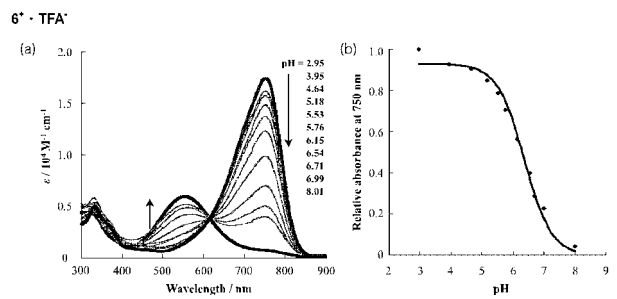 6⁺ · TFA⁻
(a)
2.0
1.5
1.0
0.5
0
ε / 10⁴ M⁻¹ cm⁻¹
pH = 2.95
3.95
4.64
5.18
5.53
5.76
6.15
6.54
6.71
6.99
8.01
300 400 500 600 700 800 900
Wavelength / nm
(b)
1.0
0.8
0.6
0.4
0.2
0
Relative absorbance at 750 nm
2 3 4 5 6 7 8 9
pH